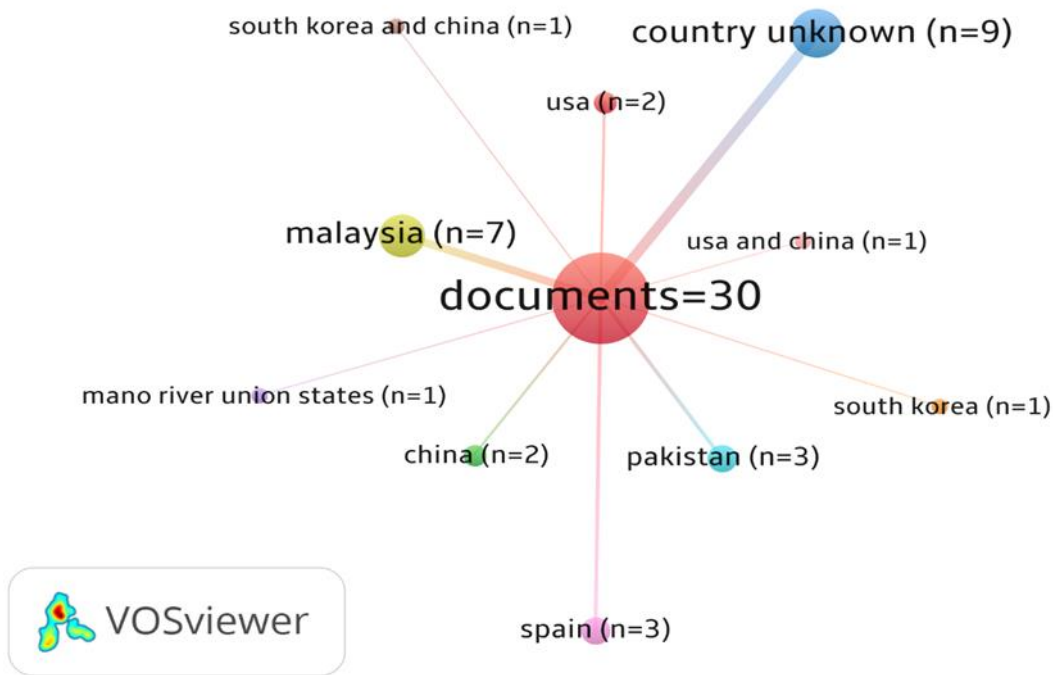 south korea and china (n=1)
country unknown (n=9)
usa (n=2)
malaysia (n=7)
usa and china (n=1)
documents=30
mano river union states (n=1)
south korea (n=1)
china (n=2)
pakistan (n=3)
spain (n=3)
VOSviewer